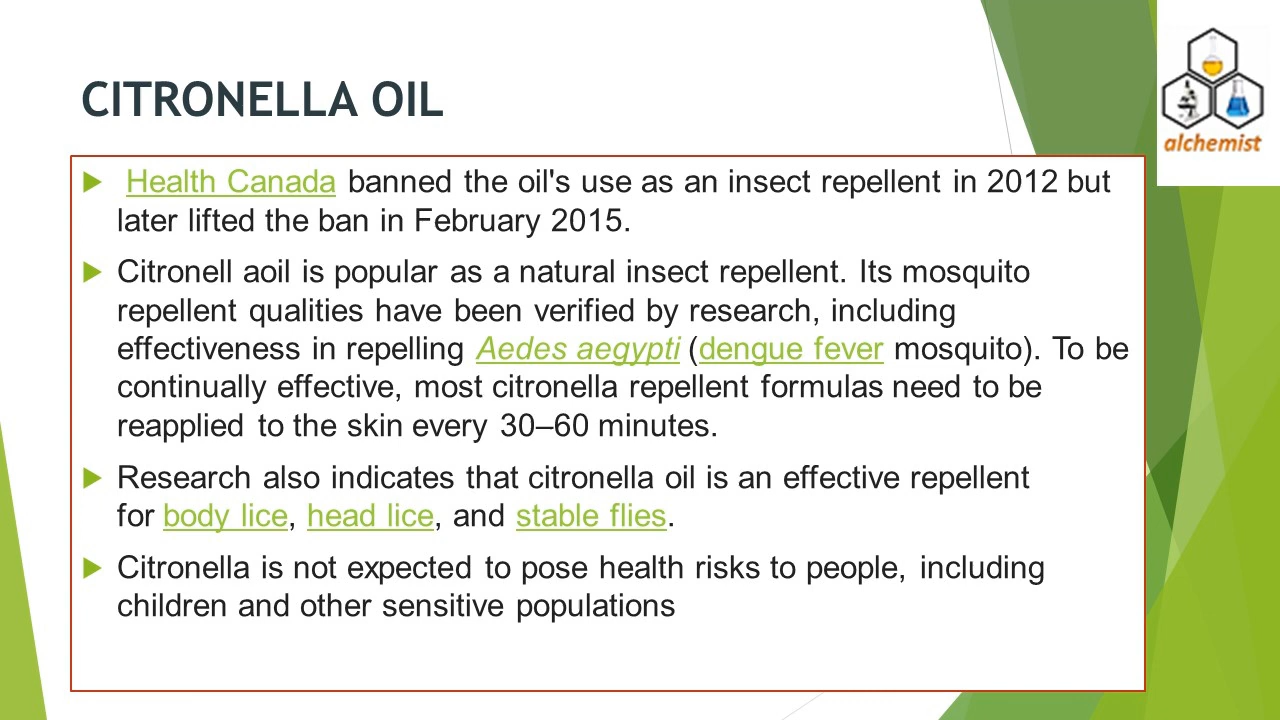 CITRONELLA OIL
alchemist
Health Canada banned the oil's use as an insect repellent in 2012 but
later lifted the ban in February 2015.
Citronell aoil is popular as a natural insect repellent. Its mosquito
repellent qualities have been verified by research, including
effectiveness in repelling Aedes aegypti (dengue fever mosquito). To be
continually effective, most citronella repellent formulas need to be
reapplied to the skin every 30–60 minutes.
Research also indicates that citronella oil is an effective repellent
for body lice, head lice, and stable flies.
Citronella is not expected to pose health risks to people, including
children and other sensitive populations